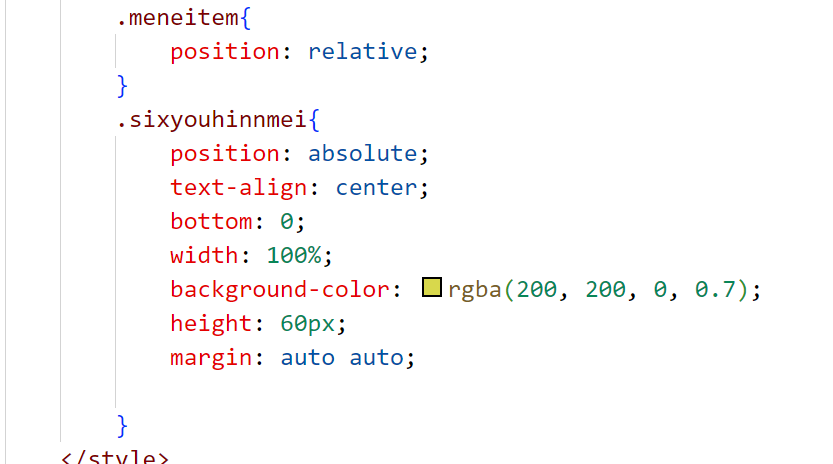 .meneitem{
position: relative;
}
.sixyouhinnmei{
position: absolute;
text-align: center;
bottom: 0;
width: 100%;
background-color: rgba(200, 200, 0, 0.7);
height: 60px;
margin: auto auto;
}
</style>